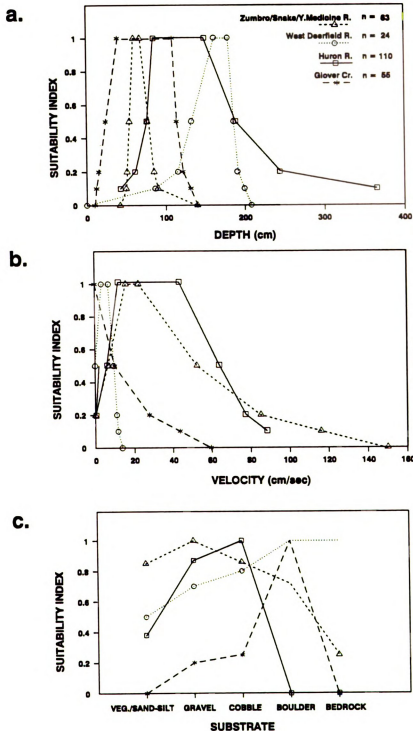 a.
Zumbro/Snake/Y.Medicine R. n = 63
West Deerfield R. n = 24
Huron R. n = 110
Glover Cr. n = 55
SUITABILITY INDEX
1
0.8
0.6
0.4
0.2
0
0 100 200 300 400
DEPTH (cm)
b.
SUITABILITY INDEX
1
0.8
0.6
0.4
0.2
0
0 20 40 60 80 100 120 140 160
VELOCITY (cm/sec)
c.
SUITABILITY INDEX
1
0.8
0.6
0.4
0.2
0
VEG./SAND-SILT GRAVEL COBBLE BOULDER BEDROCK
SUBSTRATE